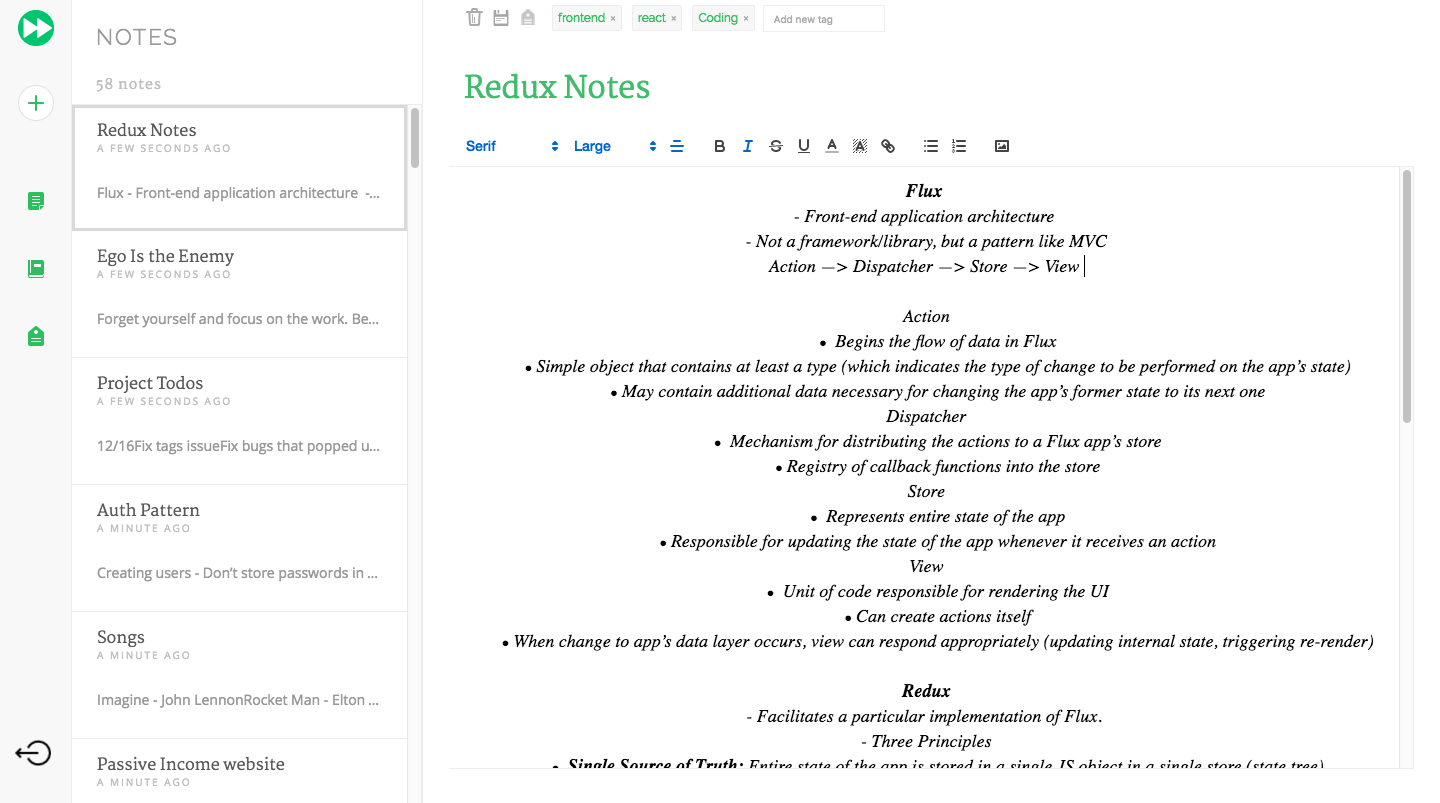 NOTES
58 notes
Redux Notes
A FEW SECONDS AGO
Flux - Front-end application architecture  -...
Ego Is the Enemy
A FEW SECONDS AGO
Forget yourself and focus on the work. Be...
Project Todos
A FEW SECONDS AGO
12/16Fix tags issueFix bugs that popped u...
Auth Pattern
A MINUTE AGO
Creating users - Don’t store passwords in ...
Songs
A MINUTE AGO
Imagine - John LennonRocket Man - Elton ...
Passive Income website
A MINUTE AGO
frontend × react × Coding × Add new tag
Redux Notes
Serif Large B I S U A A
Flux
- Front-end application architecture
- Not a framework/library, but a pattern like MVC
Action —> Dispatcher —> Store —> View
Action
• Begins the flow of data in Flux
• Simple object that contains at least a type (which indicates the type of change to be performed on the app’s state)
• May contain additional data necessary for changing the app’s former state to its next one
Dispatcher
• Mechanism for distributing the actions to a Flux app’s store
• Registry of callback functions into the store
Store
• Represents entire state of the app
• Responsible for updating the state of the app whenever it receives an action
View
• Unit of code responsible for rendering the UI
• Can create actions itself
• When change to app’s data layer occurs, view can respond appropriately (updating internal state, triggering re-render)
Redux
- Facilitates a particular implementation of Flux.
- Three Principles
• Single Source of Truth: Entire state of the app is stored in a single JS object in a single store (state tree)